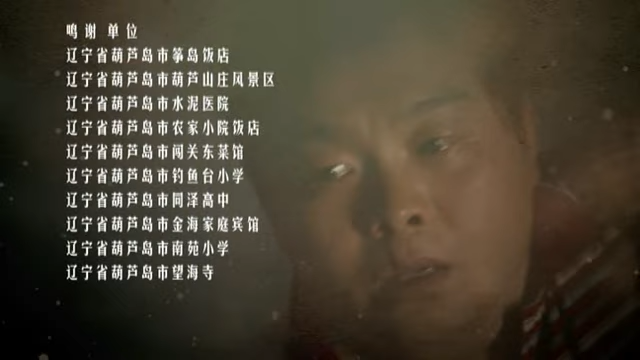 鸣谢单位
辽宁省葫芦岛市筝岛饭店
辽宁省葫芦岛市葫芦山庄风景区
辽宁省葫芦岛市水泥医院
辽宁省葫芦岛市农家小院饭店
辽宁省葫芦岛市闯关东菜馆
辽宁省葫芦岛市钓鱼台小学
辽宁省葫芦岛市同泽高中
辽宁省葫芦岛市金海家庭宾馆
辽宁省葫芦岛市南苑小学
辽宁省葫芦岛市望海寺